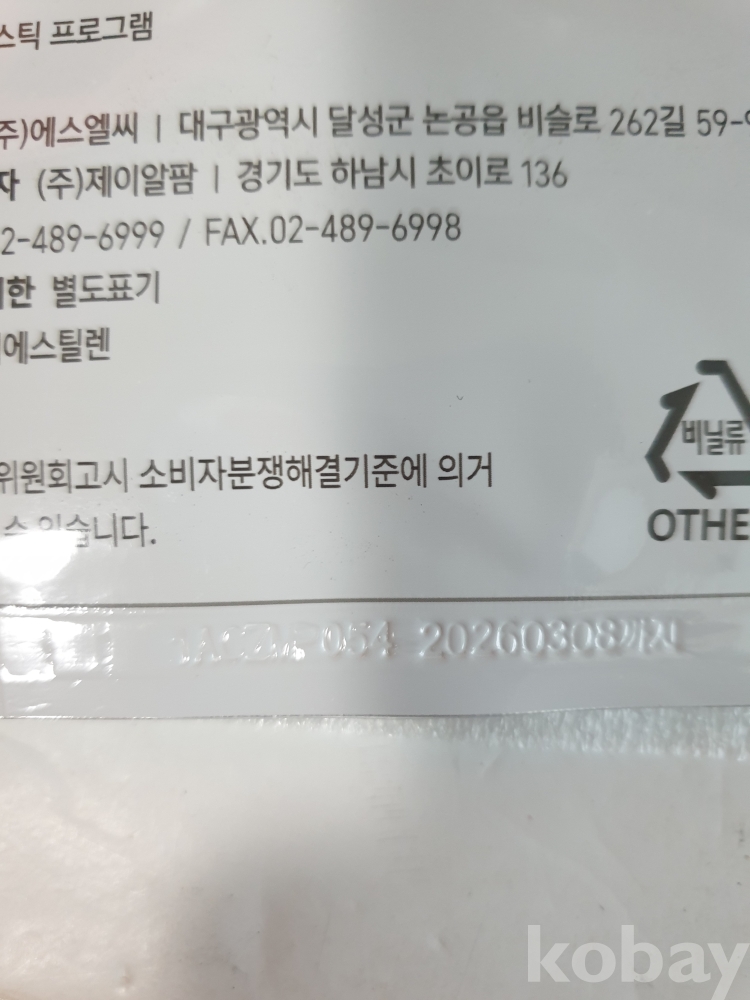 스틱 프로그램
주)에스엘씨 | 대구광역시 달성군 논공읍 비슬로 262길 59-
자 (주)제이알팜 | 경기도 하남시 초이로 136
2-489-6999 / FAX.02-489-6998
한 별도표기
에스틸렌
위원회고시 소비자분쟁해결기준에 의거
수 있습니다.
비닐류
OTHE
054 20260308까지
kobay